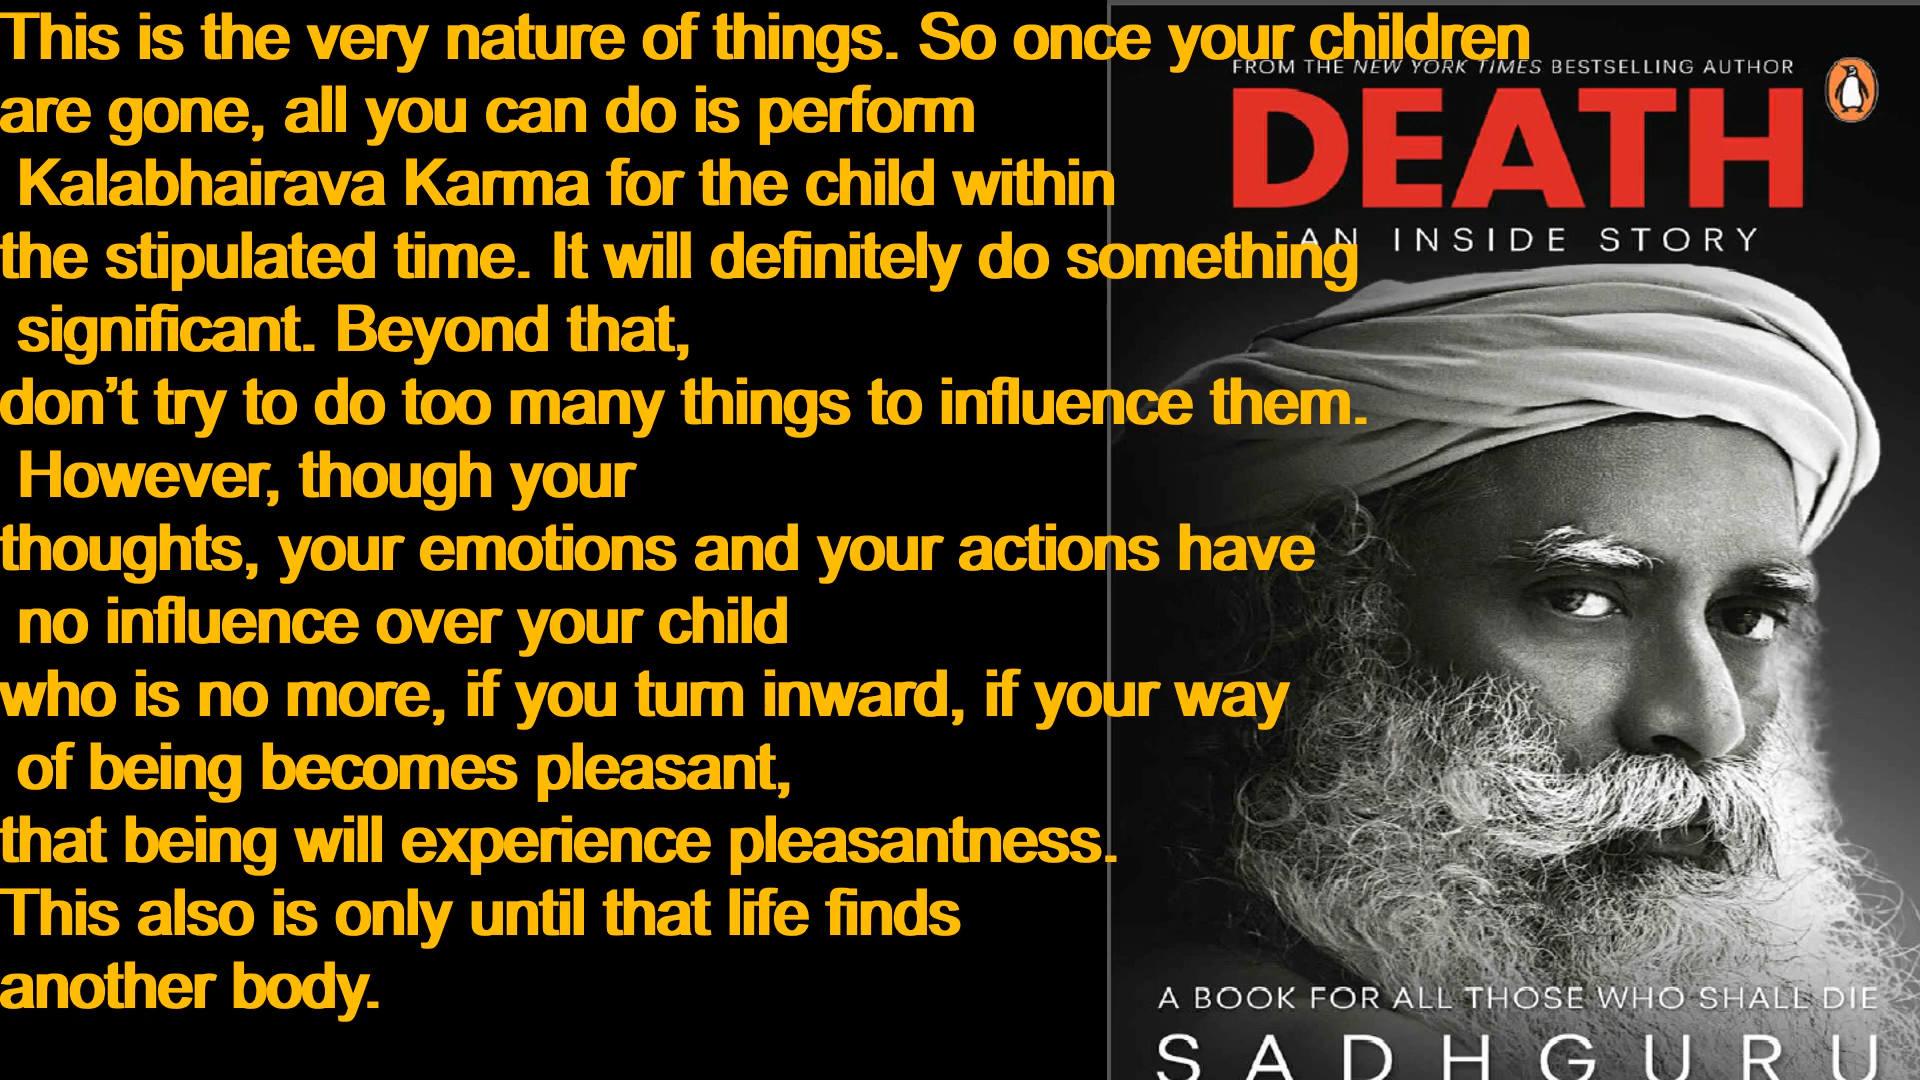 This is the very nature of things. So once your children
are gone, all you can do is perform
Kalabhairava Karma for the child within
the stipulated time. It will definitely do something
significant. Beyond that,
don’t try to do too many things to influence them.
However, though your
thoughts, your emotions and your actions have
no influence over your child
who is no more, if you turn inward, if your way
of being becomes pleasant,
that being will experience pleasantness.
This also is only until that life finds
another body.
FROM THE NEW YORK TIMES BESTSELLING AUTHOR
DEATH
AN INSIDE STORY
A BOOK FOR ALL THOSE WHO SHALL DIE
SADHGURU